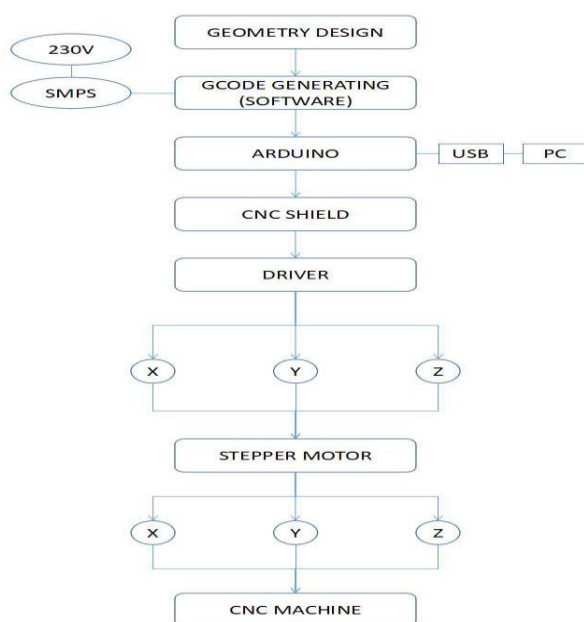 GEOMETRY DESIGN
230V
SMPS
GCODE GENERATING
(SOFTWARE)
ARDUINO
USB
PC
CNC SHIELD
DRIVER
X
Y
Z
STEPPER MOTOR
X
Y
Z
CNC MACHINE